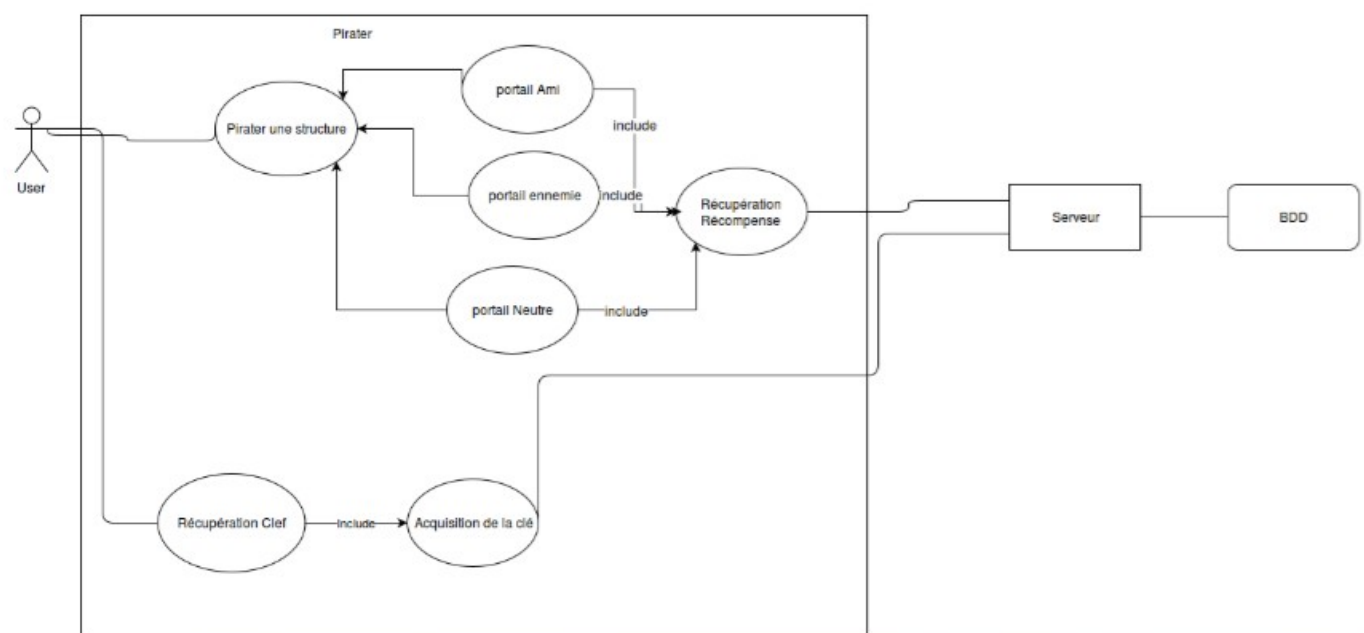 Pirater
portail Ami
Pirater une structure
include
User
portail ennemie
include
Récupération
Récompense
Serveur
BDD
portail Neutre
include
Récupération Clef
Include
Acquisition de la clé